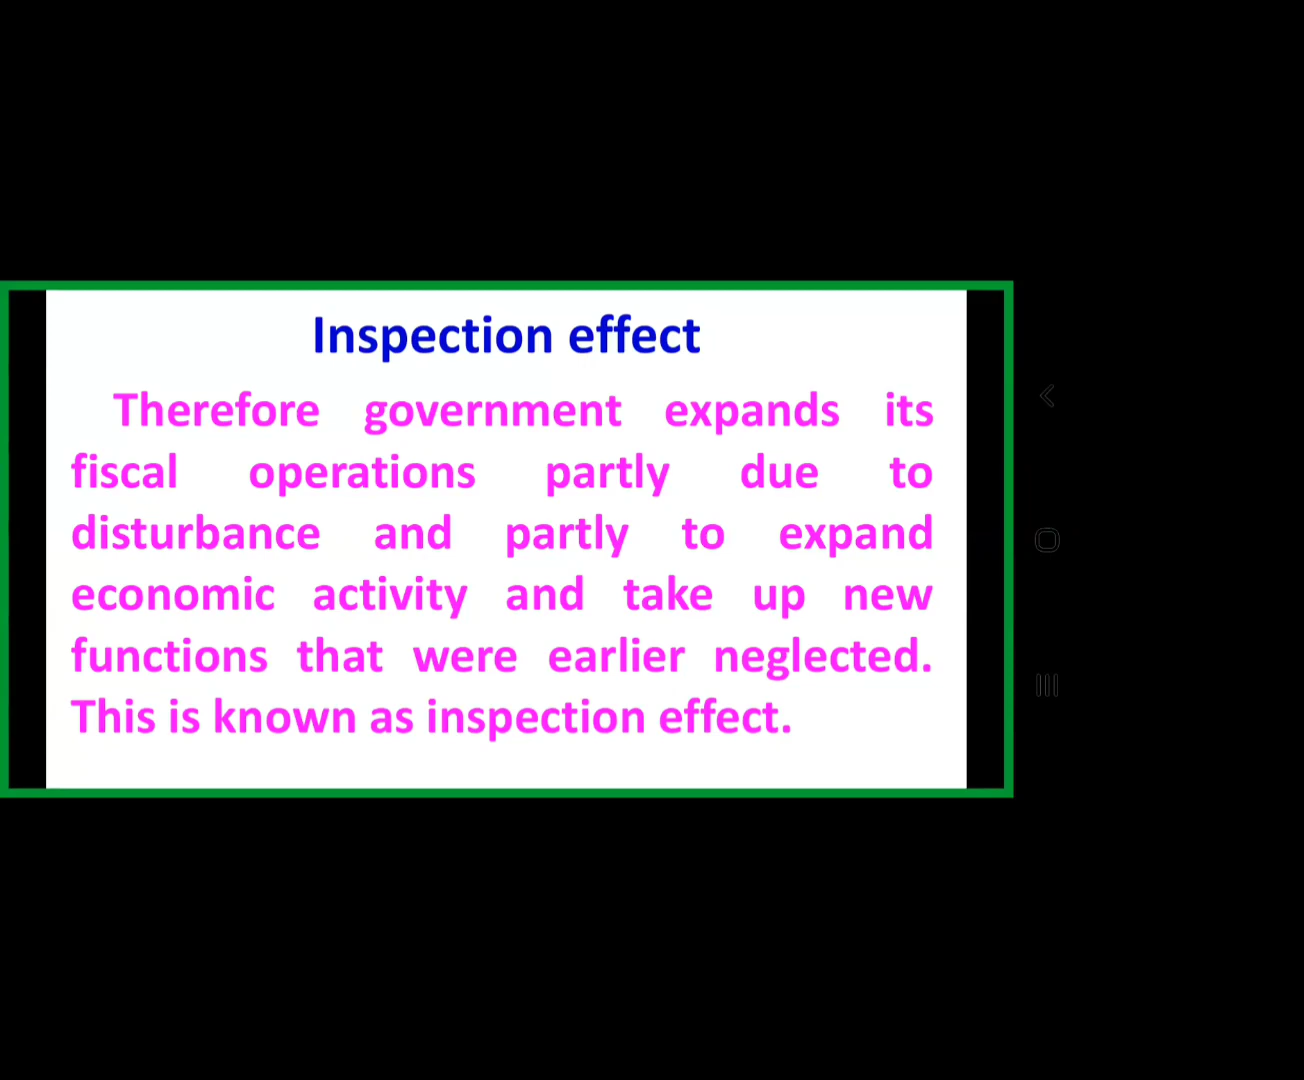 Inspection effect
Therefore government expands its
fiscal operations partly due to
disturbance and partly to expand
economic activity and take up new
functions that were earlier neglected.
This is known as inspection effect.